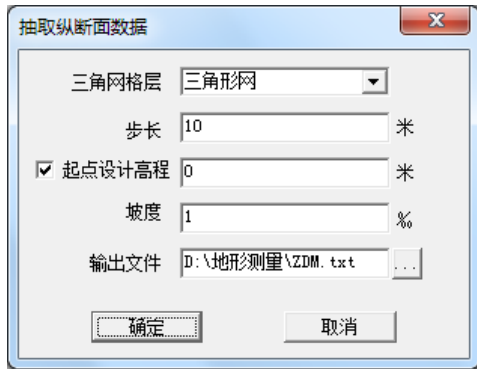 抽取纵断面数据
三角网格层 三角形网
步长 10 米
起点设计高程 0 米
坡度 1 ‰
输出文件 D:\地形测量\ZDM.txt ...
确定 取消